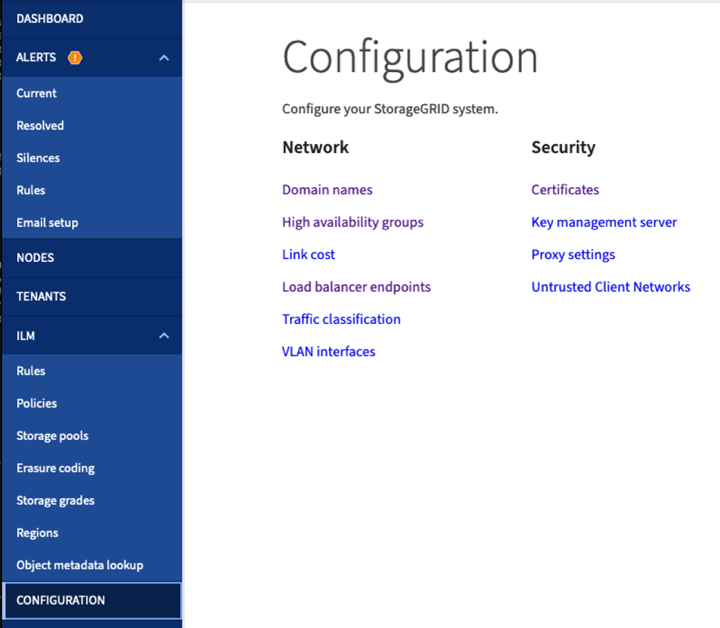 DASHBOARD
ALERTS
Current
Resolved
Silences
Rules
Email setup
NODES
TENANTS
ILM
Rules
Policies
Storage pools
Erasure coding
Storage grades
Regions
Object metadata lookup
CONFIGURATION
Configuration
Configure your StorageGRID system.
Network
Domain names
High availability groups
Link cost
Load balancer endpoints
Traffic classification
VLAN interfaces
Security
Certificates
Key management server
Proxy settings
Untrusted Client Networks